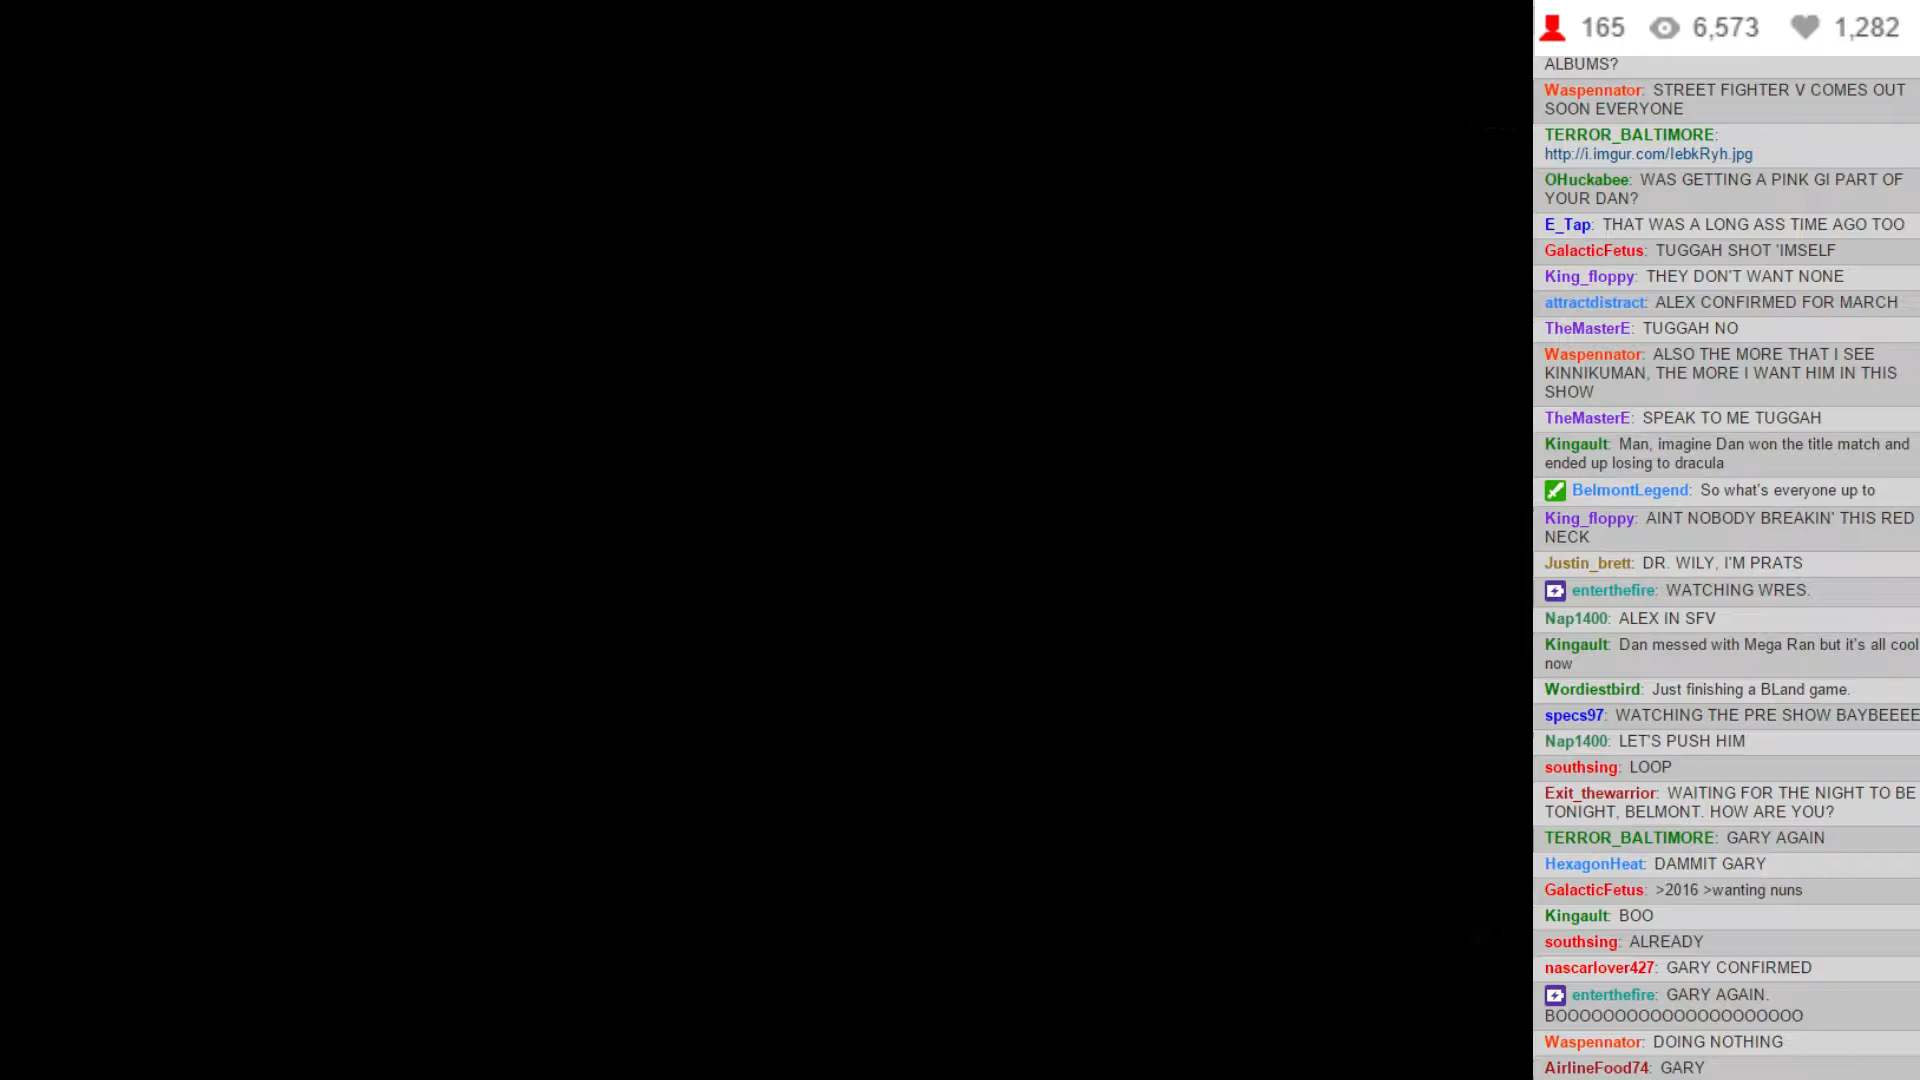 165 6,573 1,282
ALBUMS?
Waspennator: STREET FIGHTER V COMES OUT
SOON EVERYONE
TERROR_BALTIMORE:
http://i.imgur.com/IebkRyh.jpg
OHuckabee: WAS GETTING A PINK GI PART OF
YOUR DAN?
E_Tap: THAT WAS A LONG ASS TIME AGO TOO
GalacticFetus: TUGGAH SHOT 'IMSELF
King_floppy: THEY DON'T WANT NONE
attractdistract: ALEX CONFIRMED FOR MARCH
TheMasterE: TUGGAH NO
Waspennator: ALSO THE MORE THAT I SEE
KINNIKUMAN, THE MORE I WANT HIM IN THIS
SHOW
TheMasterE: SPEAK TO ME TUGGAH
Kingault: Man, imagine Dan won the title match and
ended up losing to dracula
BelmontLegend: So what's everyone up to
King_floppy: AINT NOBODY BREAKIN' THIS RED
NECK
Justin_brett: DR. WILY, I'M PRATS
enterthefire: WATCHING WRES.
Nap1400: ALEX IN SFV
Kingault: Dan messed with Mega Ran but it's all cool
now
Wordiestbird: Just finishing a BLand game.
specs97: WATCHING THE PRE SHOW BAYBEEEE
Nap1400: LET'S PUSH HIM
southsing: LOOP
Exit_thewarrior: WAITING FOR THE NIGHT TO BE
TONIGHT, BELMONT. HOW ARE YOU?
TERROR_BALTIMORE: GARY AGAIN
HexagonHeat: DAMMIT GARY
GalacticFetus: >2016 >wanting nuns
Kingault: BOO
southsing: ALREADY
nascarlover427: GARY CONFIRMED
enterthefire: GARY AGAIN.
BOOOOOOOOOOOOOOOOOOOOO
Waspennator: DOING NOTHING
AirlineFood74: GARY